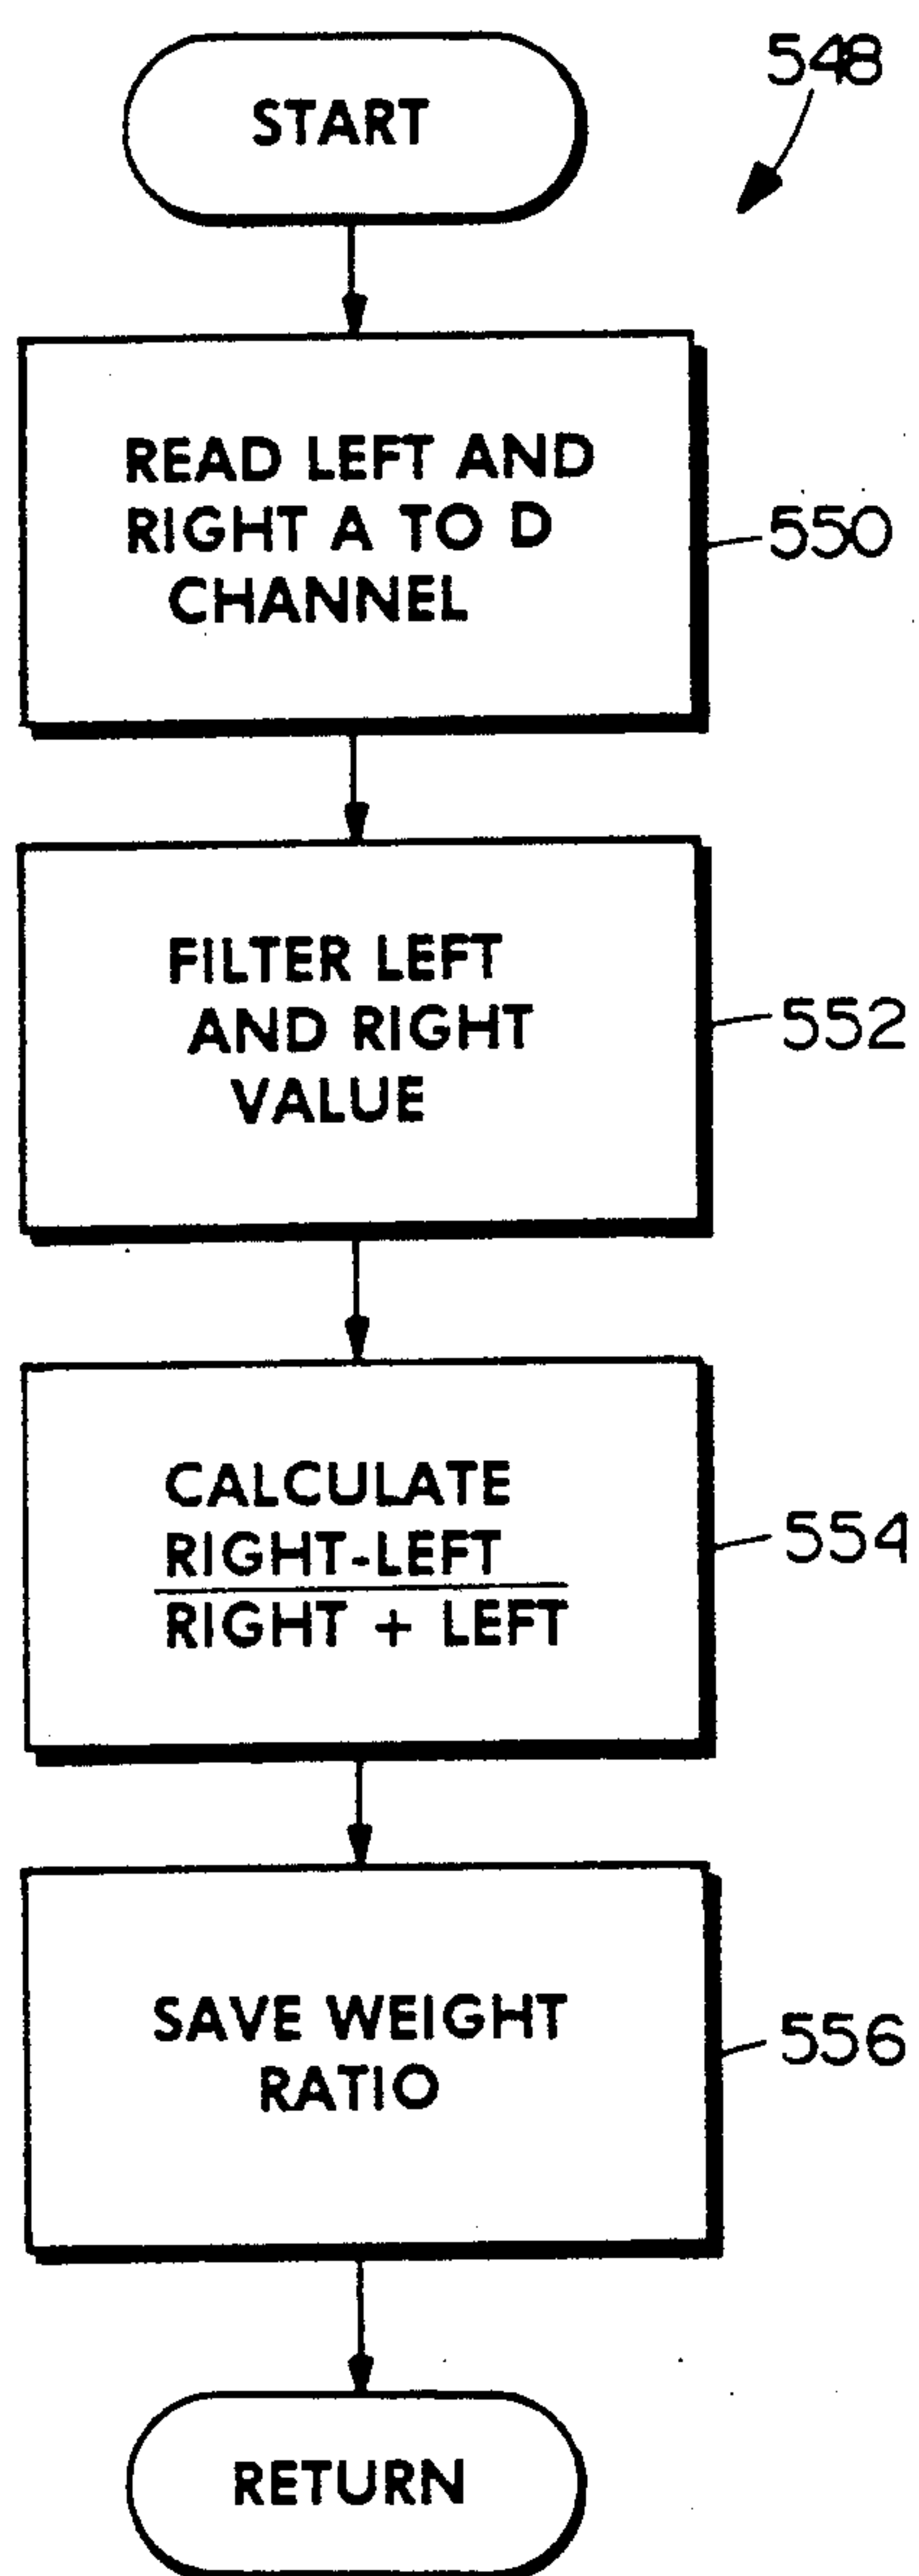 START
548
READ LEFT AND
RIGHT A TO D
CHANNEL
550
FILTER LEFT
AND RIGHT
VALUE
552
CALCULATE
RIGHT-LEFT
RIGHT + LEFT
554
SAVE WEIGHT
RATIO
556
RETURN